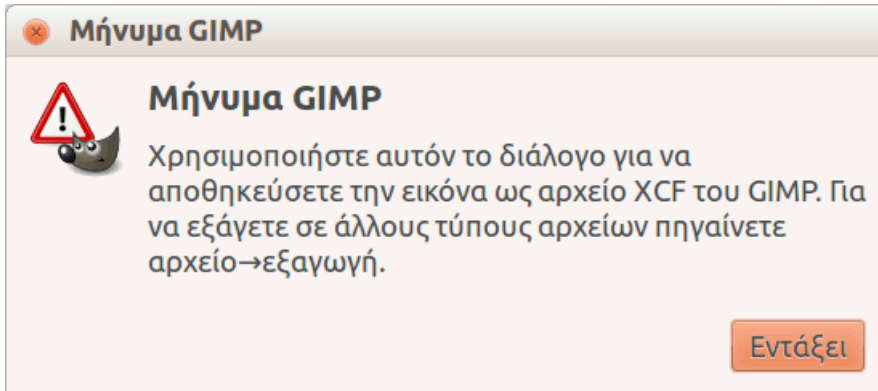 Μήνυμα GIMP
Μήνυμα GIMP
Χρησιμοποιήστε αυτόν το διάλογο για να
αποθηκεύσετε την εικόνα ως αρχείο XCF του GIMP. Για
να εξάγετε σε άλλους τύπους αρχείων πηγαίνετε
αρχείο→εξαγωγή.
Εντάξει